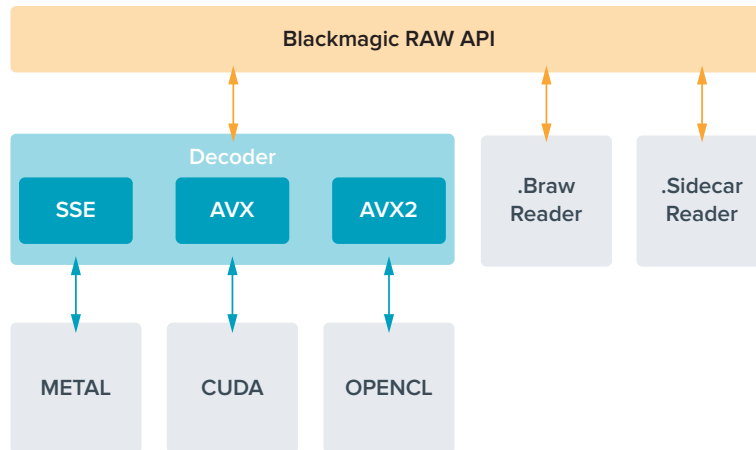 Blackmagic RAW API
Decoder
SSE
AVX
AVX2
.Braw
Reader
.Sidecar
Reader
METAL
CUDA
OPENCL